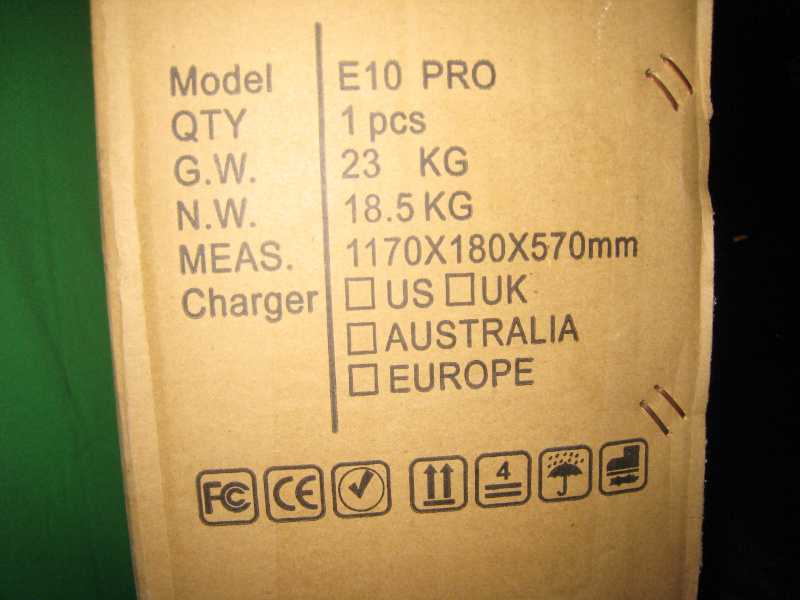 Model E10 PRO
QTY 1 pcs
G.W. 23 KG
N.W. 18.5 KG
MEAS. 1170X180X570mm
Charger □ US □ UK
□ AUSTRALIA
□ EUROPE
FC CE 4